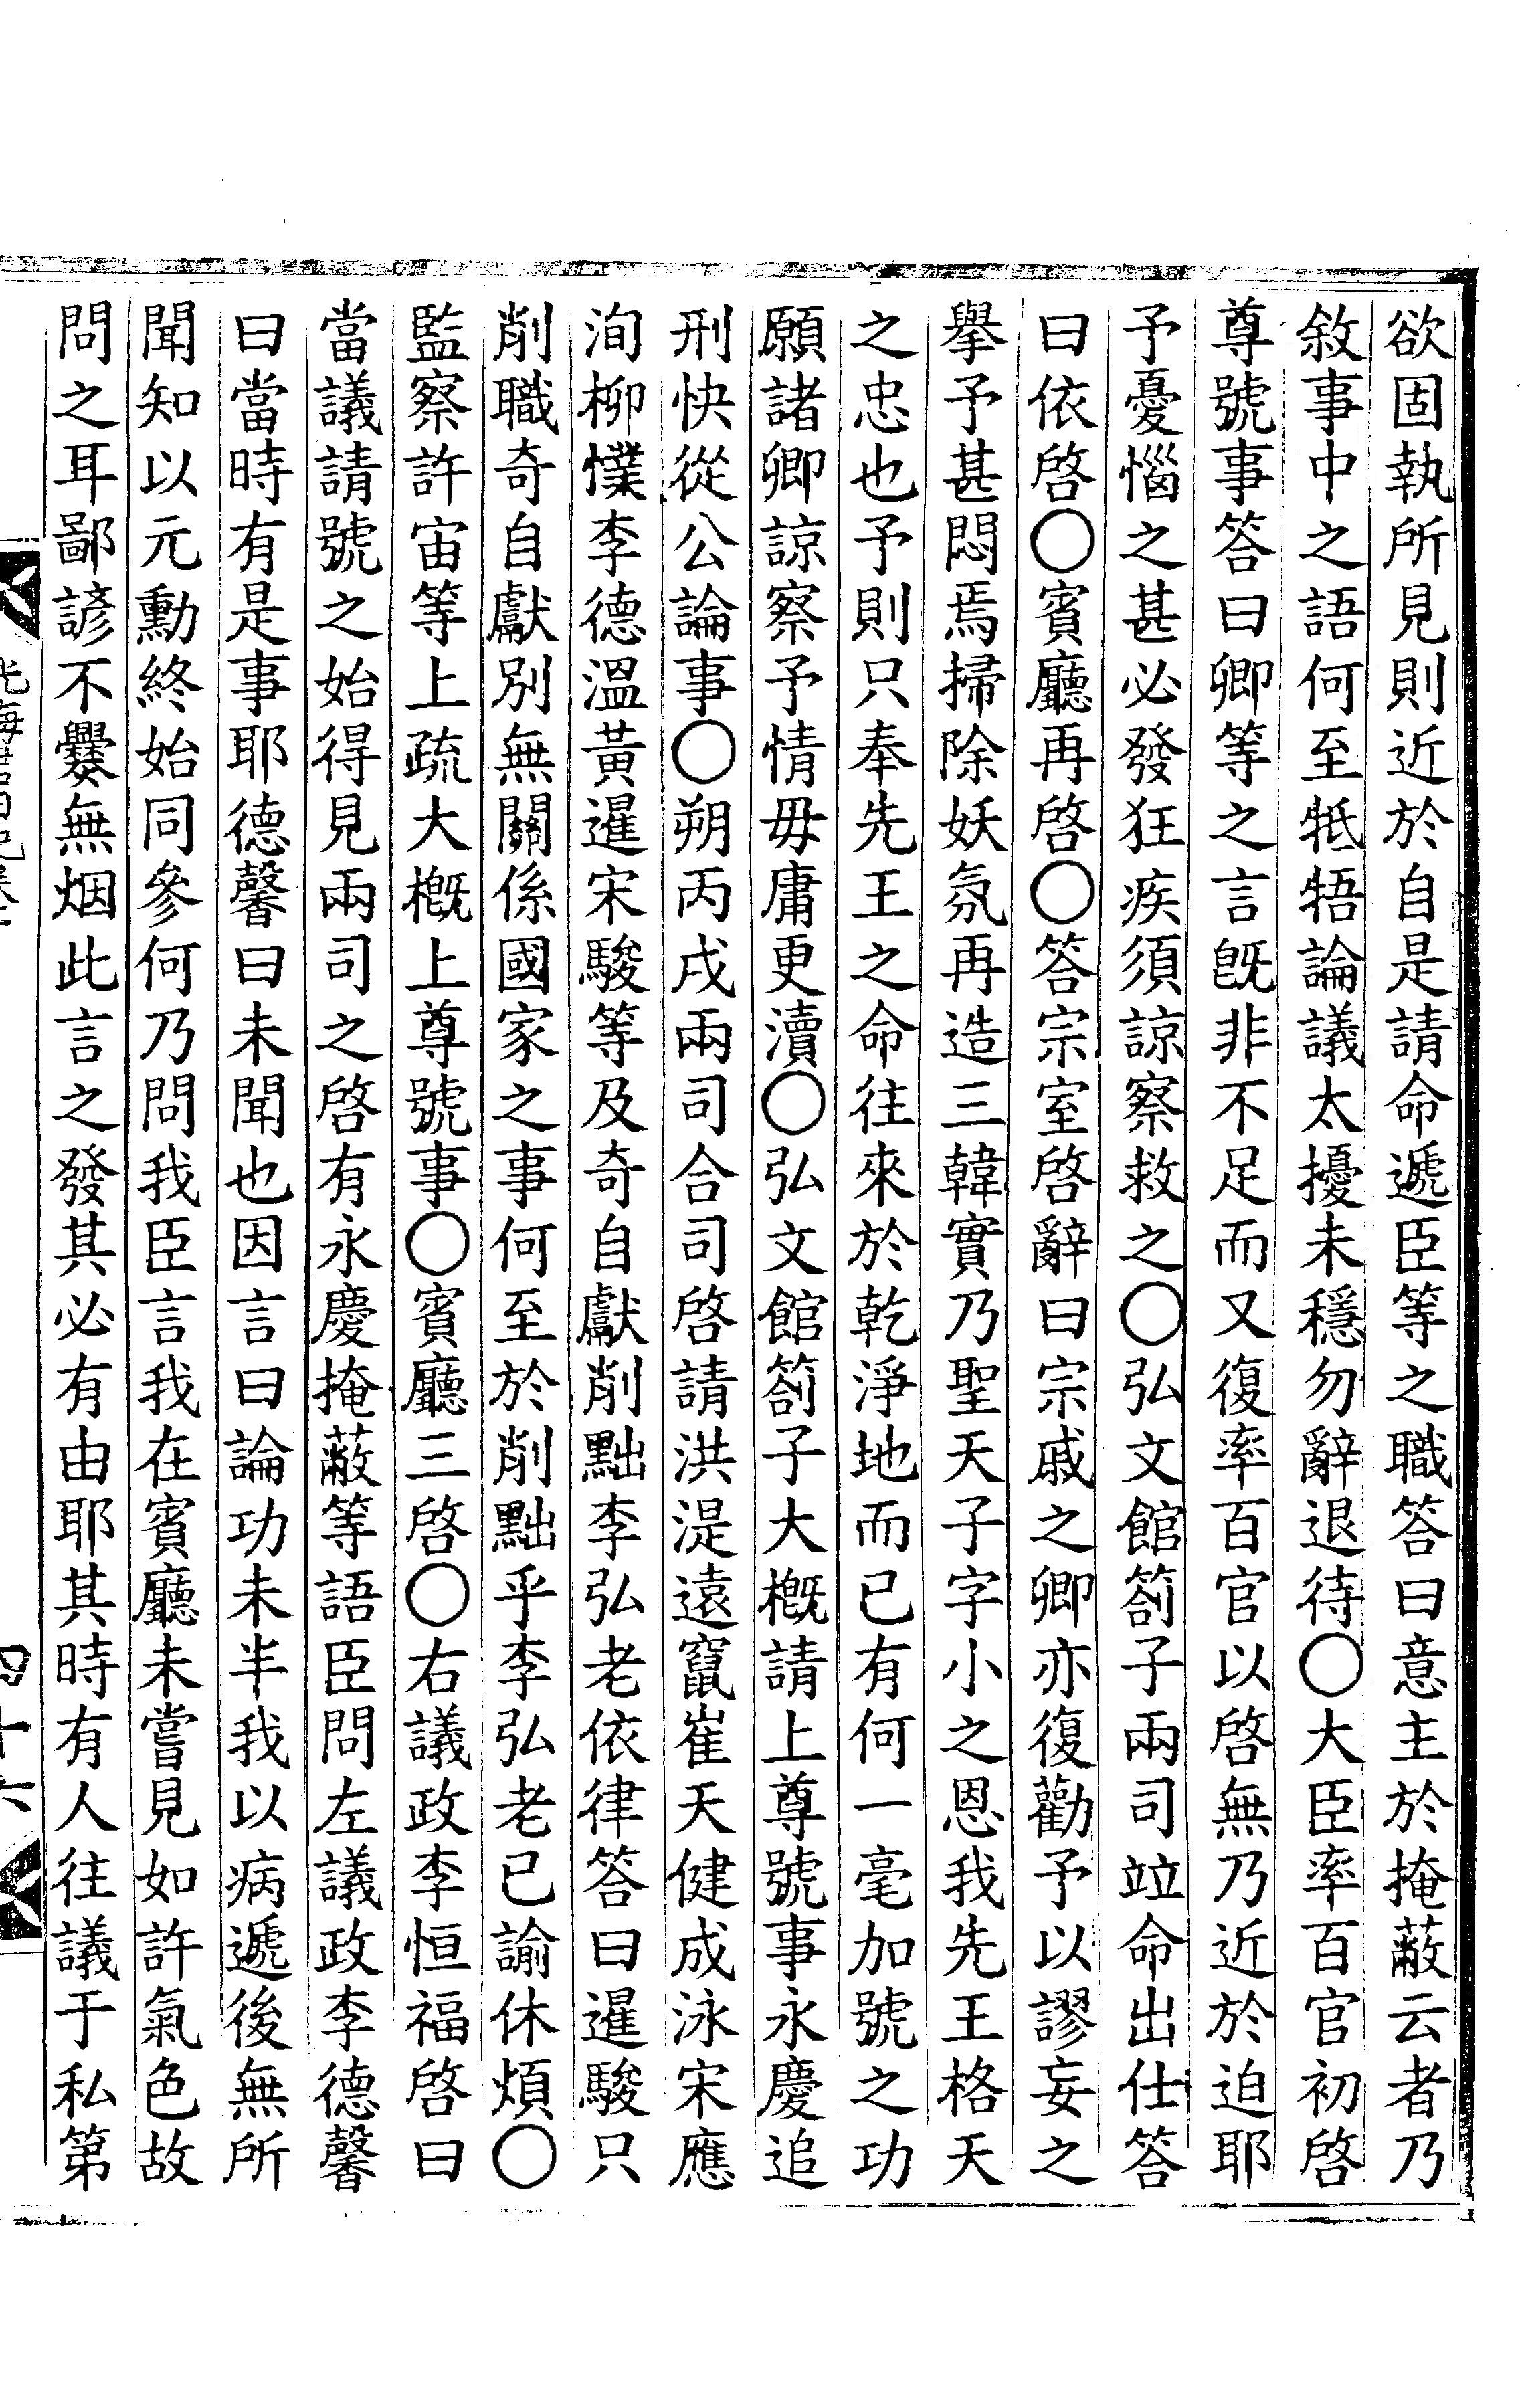 欲固執所見則近於自是請命遞臣等之職答曰意主於掩蔽云者乃
敘事中之語何至牴牾論議太擾未穩勿辭退待○大臣率百官初啓
尊號事答曰卿等之言旣非不足而又復率百官以啓無乃近於迫耶
予憂惱之甚必發狂疾須諒察救之○弘文館箚子兩司竝命出仕答
曰依啓○賓廳再啓○答宗室啓辭曰宗戚之卿亦復勸予以謬妄之
擧予甚悶焉掃除妖氛再造三韓實乃聖天子字小之恩我先王格天
之忠也予則只奉先王之命往來於乾淨地而已有何一毫加號之功
願諸卿諒察予情毋庸更瀆○弘文館箚子大槪請上尊號事永慶追
刑快從公論事○朔丙戌兩司合司啓請洪湜遠竄崔天健成泳宋應
洵柳㦥李德溫黃暹宋駿等及奇自獻削黜李弘老依律答曰暹駿只
削職奇自獻別無關係國家之事何至於削黜乎李弘老已諭休煩○
監察許宙等上疏大槪上尊號事○賓廳三啓○右議政李恒福啓曰
當議請號之始得見兩司之啓有永慶掩蔽等語臣問左議政李德馨
曰當時有是事耶德馨曰未聞也因言曰論功未半我以病遞後無所
聞知以元勳終始同參何乃問我臣言我在賓廳未嘗見如許氣色故
問之耳鄙諺不爨無烟此言之發其必有由耶其時有人往議于私第
四十六